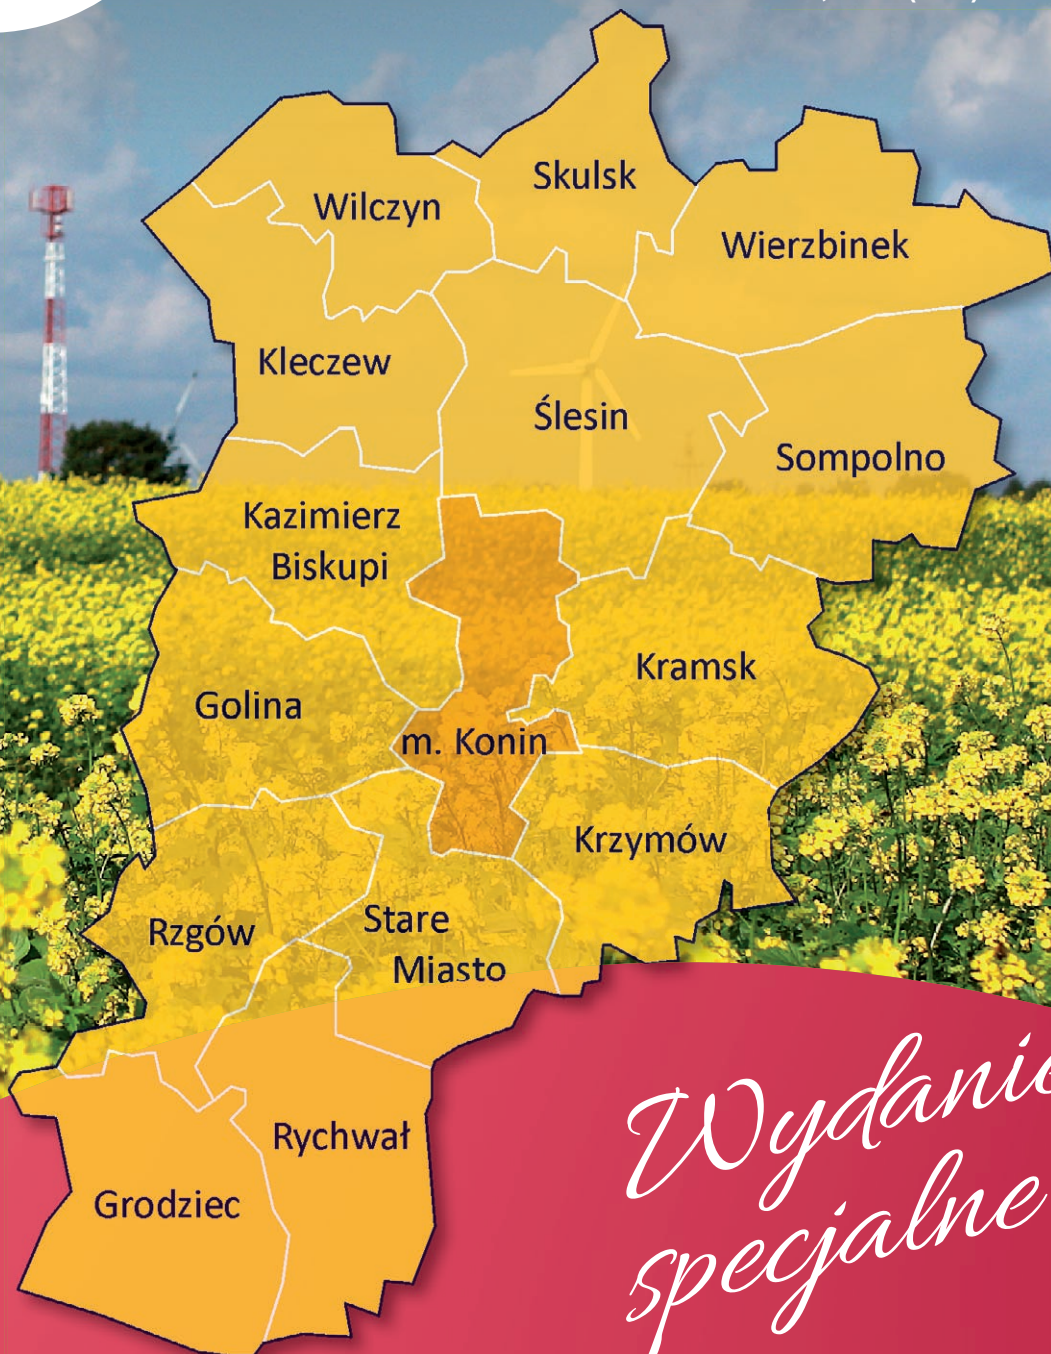 Skulsk
Wilczyn
Wierzbinek
Kleczew
Ślesin
Sompolno
Kazimierz
Biskupi
Kramsk
Golina
m. Konin
Krzymów
Rzgów
Stare
Miasto
Rychwał
Grodziec
Wydanie
specjalne